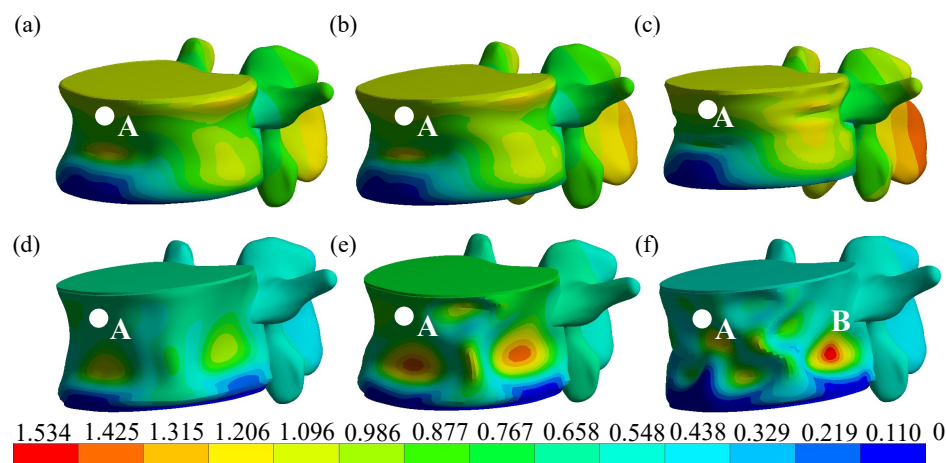 (a) (b) (c)
A A A
(d) (e) (f)
A A A B
1.534 1.425 1.315 1.206 1.096 0.986 0.877 0.767 0.658 0.548 0.438 0.329 0.219 0.110 0